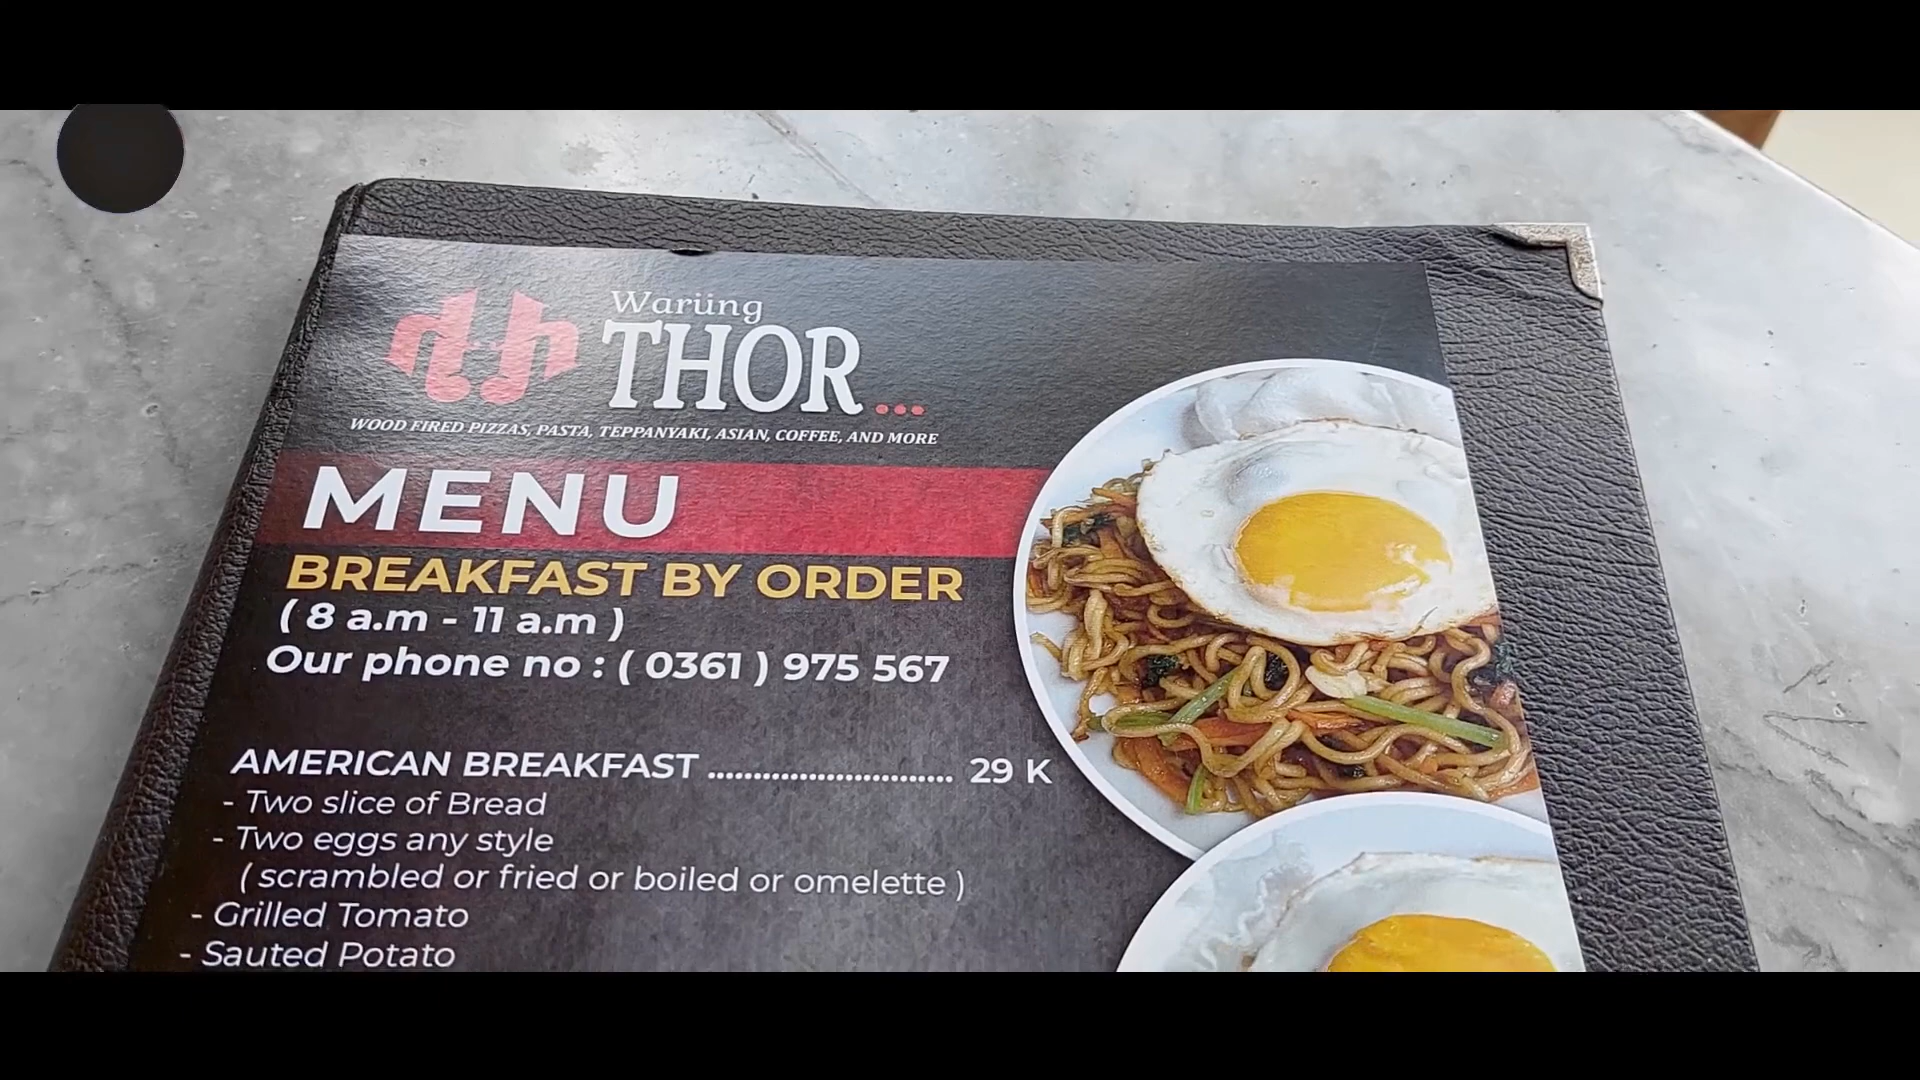 Warüng
THOR...
WOOD FIRED PIZZAS, PASTA, TEPPANYAKI, ASIAN, COFFEE, AND MORE
MENU
BREAKFAST BY ORDER
( 8 a.m - 11 a.m )
Our phone no : ( 0361 ) 975 567
AMERICAN BREAKFAST ............................ 29 K
- Two slice of Bread
- Two eggs any style
( scrambled or fried or boiled or omelette )
- Grilled Tomato
- Sauted Potato